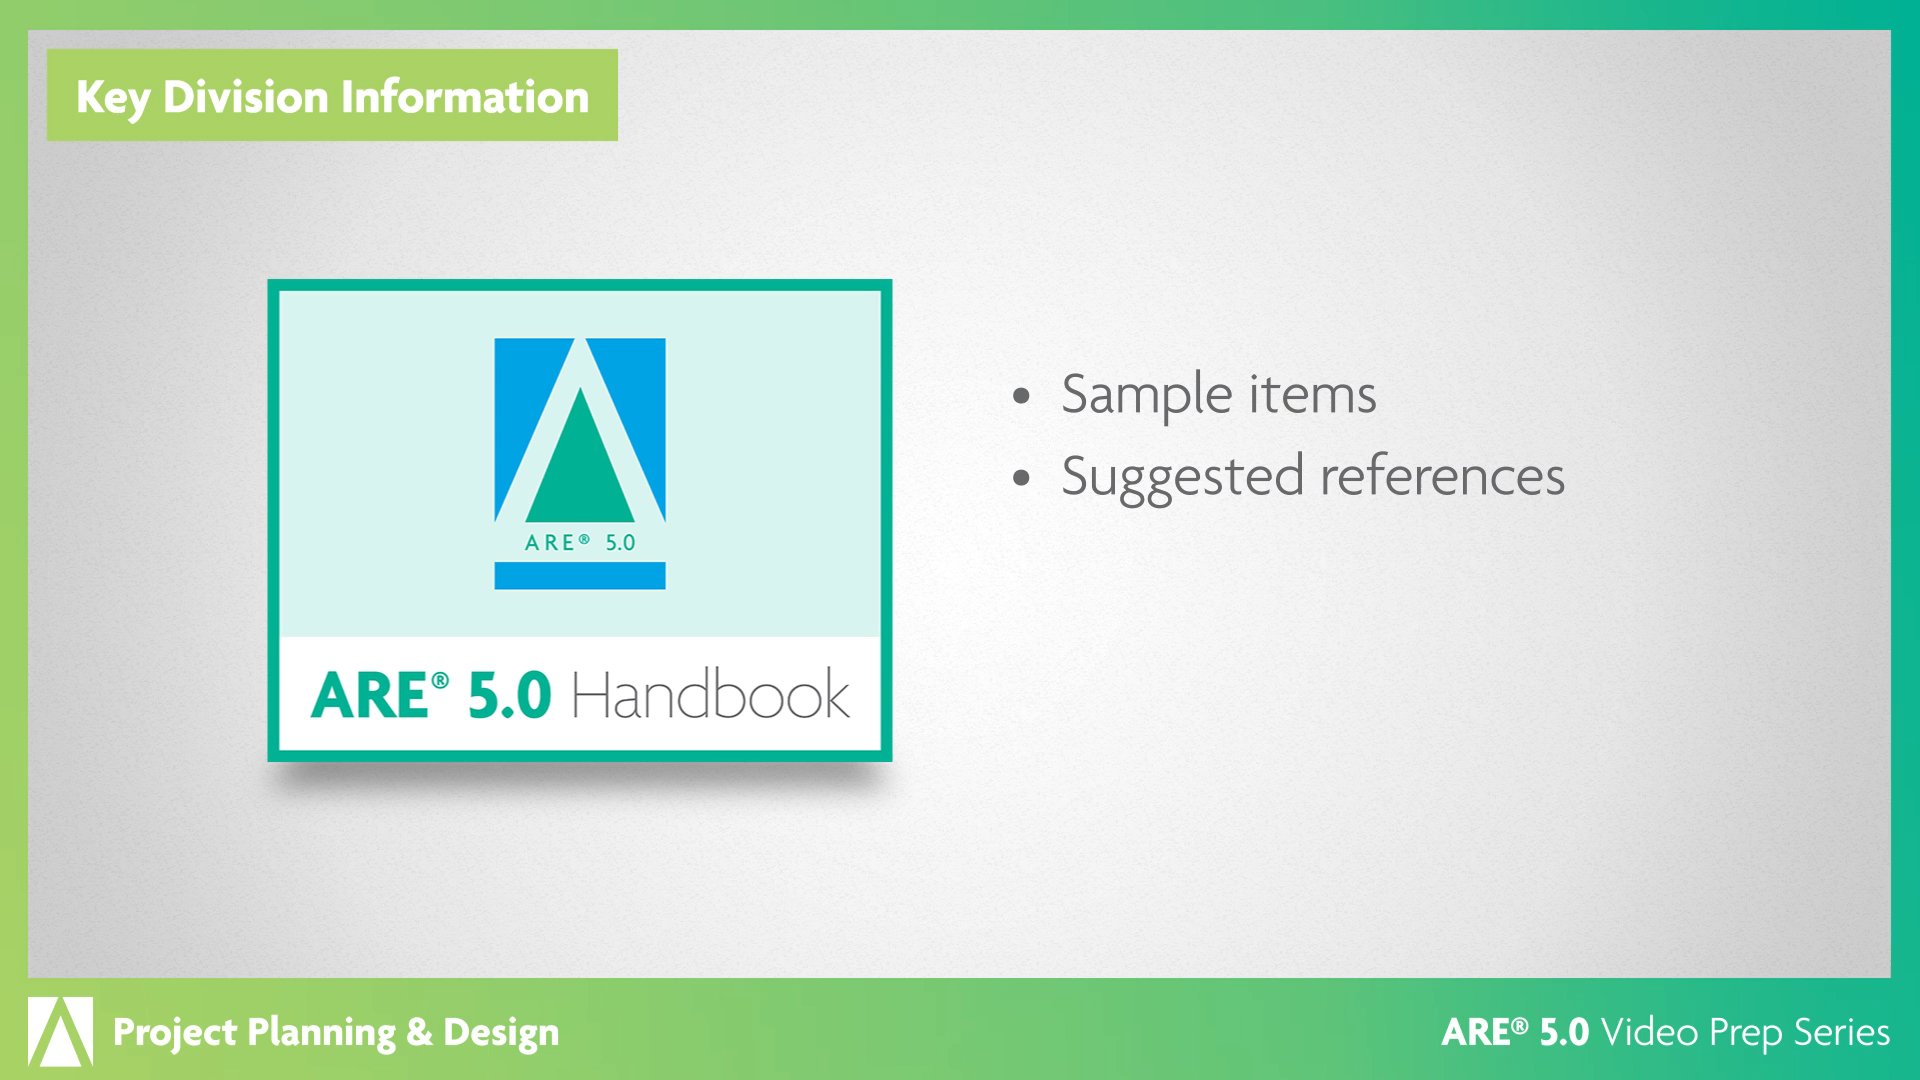 Key Division Information
ARE® 5.0
ARE® 5.0 Handbook
• Sample items
• Suggested references
Project Planning & Design
ARE® 5.0 Video Prep Series